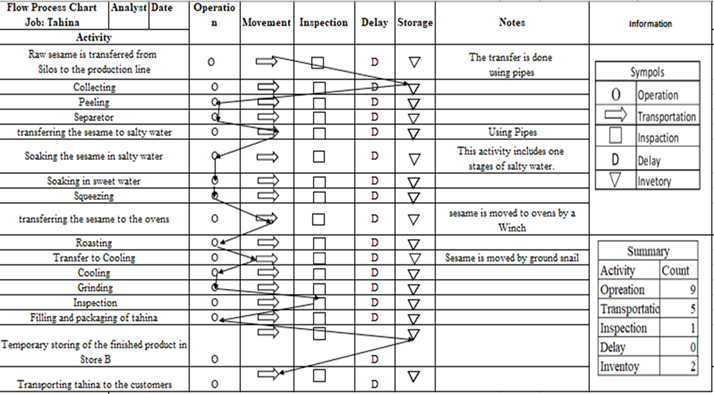 Flow Process Chart Analyst Date Operatio n Movement Inspection Delay Storage Notes Information
Job: Tahina
Activity
Raw sesame is transferred from Silos to the production line O D The transfer is done using pipes
Collecting O D
Peeling O D
Separetor O D
transferring the sesame to salty water O D Using Pipes
Soaking the sesame in salty water O D This activity includes one stages of salty water.
Soaking in sweet water O D
Squeezing O D
transferring the sesame to the ovens O D sesame is moved to ovens by a Winch
Roasting O D
Transfer to Cooling O D Sesame is moved by ground snail
Cooling O D
Grinding O D
Inspection O D
Filling and packaging of tahina O D
Temporary storing of the finished product in Store B O D
Transporting tahina to the customers O D
Sympols
O Operation
Transportation
Inspaction
D Delay
Invetory
Summary
Activity Count
Opreation 9
Transportatio 5
Inspection 1
Delay 0
Inventoy 2